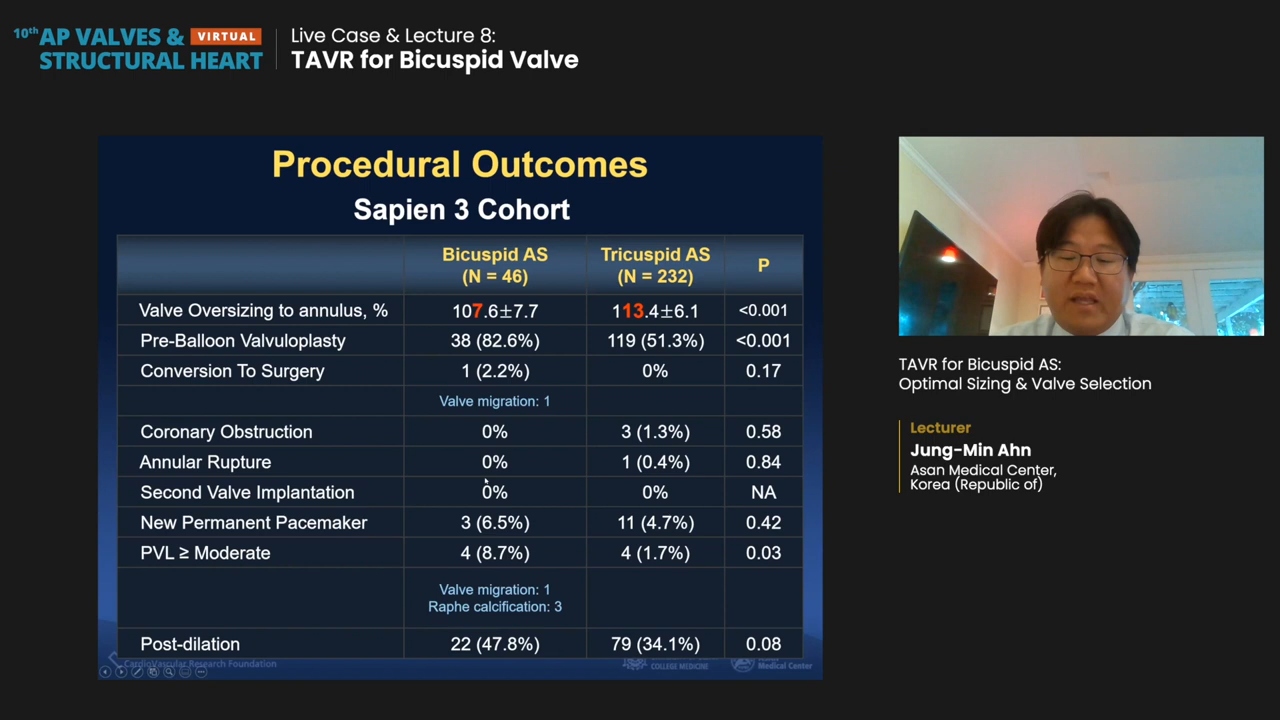 10th AP VALVES & VIRTUAL
STRUCTURAL HEART
Live Case & Lecture 8:
TAVR for Bicuspid Valve
Procedural Outcomes
Sapien 3 Cohort
Bicuspid AS (N = 46) Tricuspid AS (N = 232) P
Valve Oversizing to annulus, % 107.6±7.7 113.4±6.1 <0.001
Pre-Balloon Valvuloplasty 38 (82.6%) 119 (51.3%) <0.001
Conversion To Surgery 1 (2.2%) 0% 0.17
Valve migration: 1
Coronary Obstruction 0% 3 (1.3%) 0.58
Annular Rupture 0% 1 (0.4%) 0.84
Second Valve Implantation 0% 0% NA
New Permanent Pacemaker 3 (6.5%) 11 (4.7%) 0.42
PVL ≥ Moderate 4 (8.7%) 4 (1.7%) 0.03
Valve migration: 1
Raphe calcification: 3
Post-dilation 22 (47.8%) 79 (34.1%) 0.08
CardioVascular Research Foundation
COLLEGE MEDICINE
Medical Center
TAVR for Bicuspid AS:
Optimal Sizing & Valve Selection
Lecturer
Jung-Min Ahn
Asan Medical Center,
Korea (Republic of)